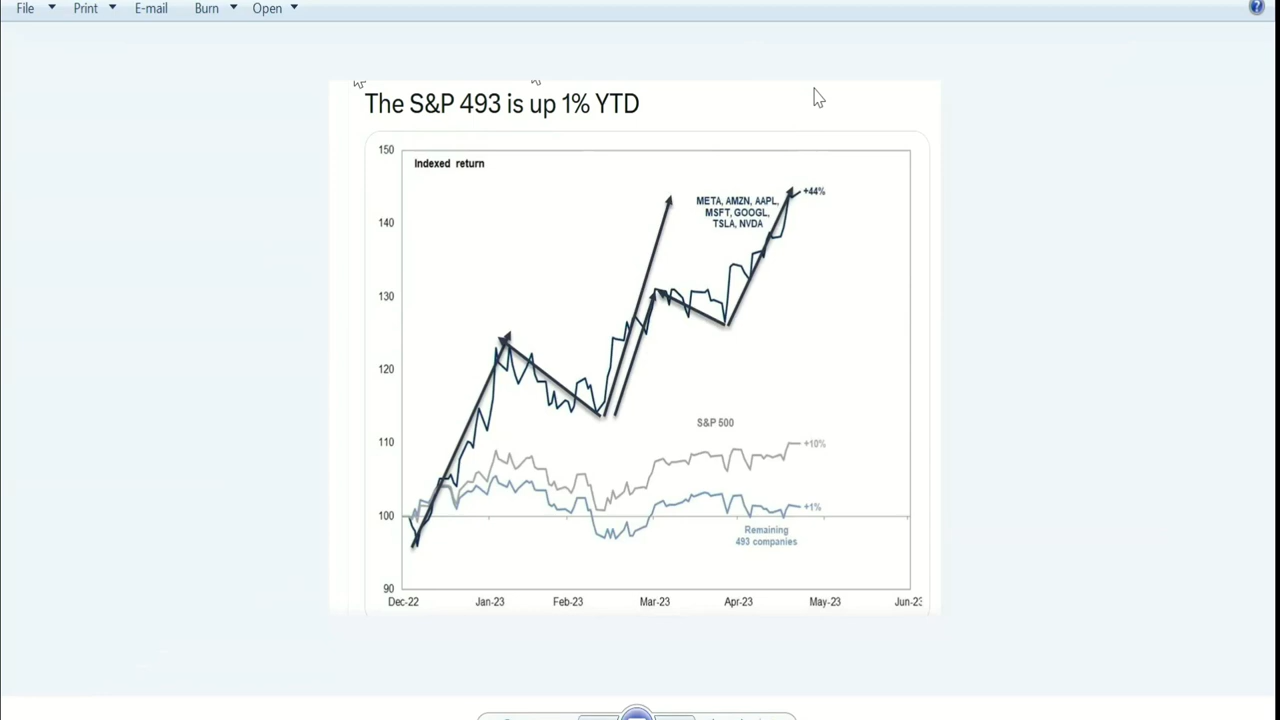 File Print E-mail Burn Open
The S&P 493 is up 1% YTD
150
Indexed return
+44%
META, AMZN, AAPL,
MSFT, GOOGL,
TSLA, NVDA
140
130
120
S&P 500
110
+10%
+1%
100
Remaining
493 companies
90
Dec-22 Jan-23 Feb-23 Mar-23 Apr-23 May-23 Jun-23